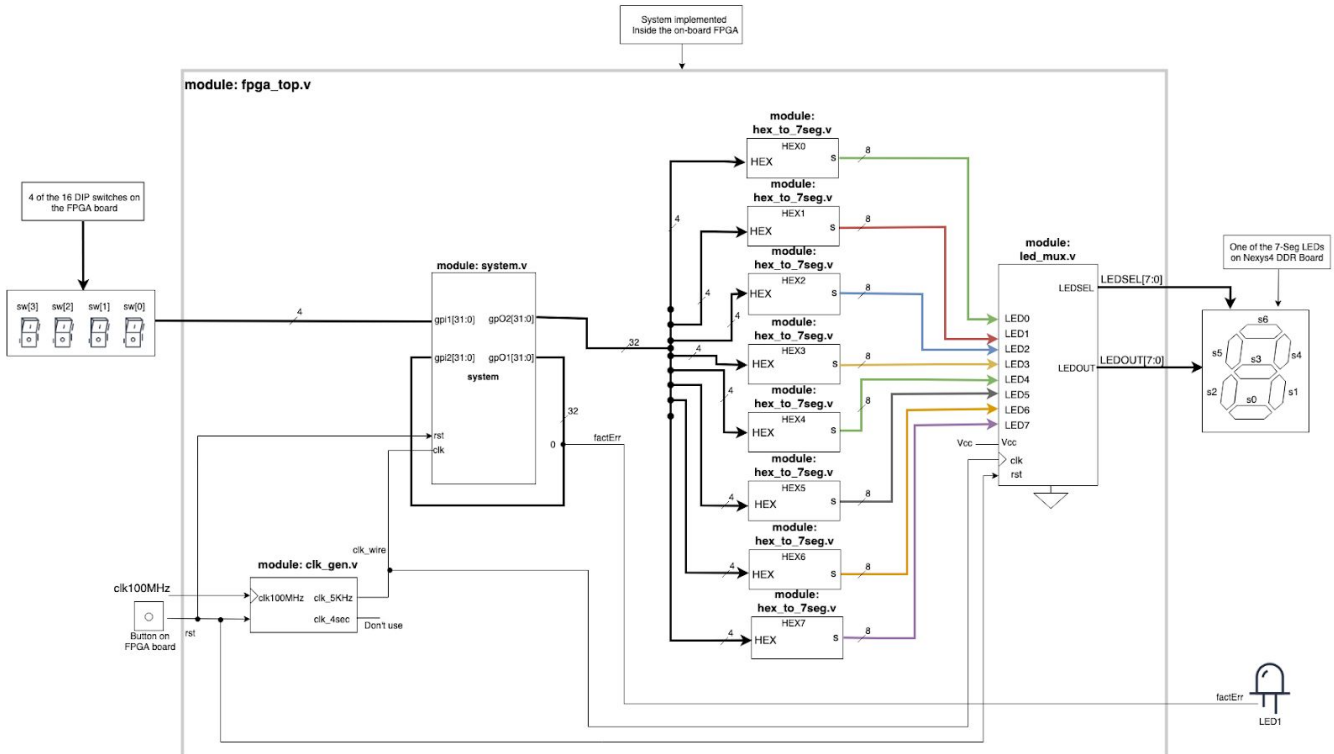 System implemented
Inside the on-board FPGA
module: fpga_top.v
4 of the 16 DIP switches on
the FPGA board
sw[3] sw[2] sw[1] sw[0]
4
module: system.v
gpi1[31:0] gpO2[31:0]
gpi2[31:0] gpO1[31:0]
system
rst
clk
32
32
0
factErr
clk_wire
module: clk_gen.v
clk100MHz
clk100MHz clk_5KHz
clk_4sec
Don't use
rst
Button on
FPGA board
module:
hex_to_7seg.v
HEX0
HEX s
4
8
module:
hex_to_7seg.v
HEX1
HEX s
4
8
module:
hex_to_7seg.v
HEX2
HEX s
4
8
module:
hex_to_7seg.v
HEX3
HEX s
4
8
module:
hex_to_7seg.v
HEX4
HEX s
4
8
module:
hex_to_7seg.v
HEX5
HEX s
4
8
module:
hex_to_7seg.v
HEX6
HEX s
4
8
module:
hex_to_7seg.v
HEX7
HEX s
4
8
module:
led_mux.v
LEDSEL
LED0
LED1
LED2
LED3
LEDOUT
LED4
LED5
LED6
LED7
Vcc Vcc
clk
rst
LEDSEL[7:0]
LEDOUT[7:0]
One of the 7-Seg LEDs
on Nexys4 DDR Board
s6
s5 s3 s4
s2 s0 s1
factErr
LED1